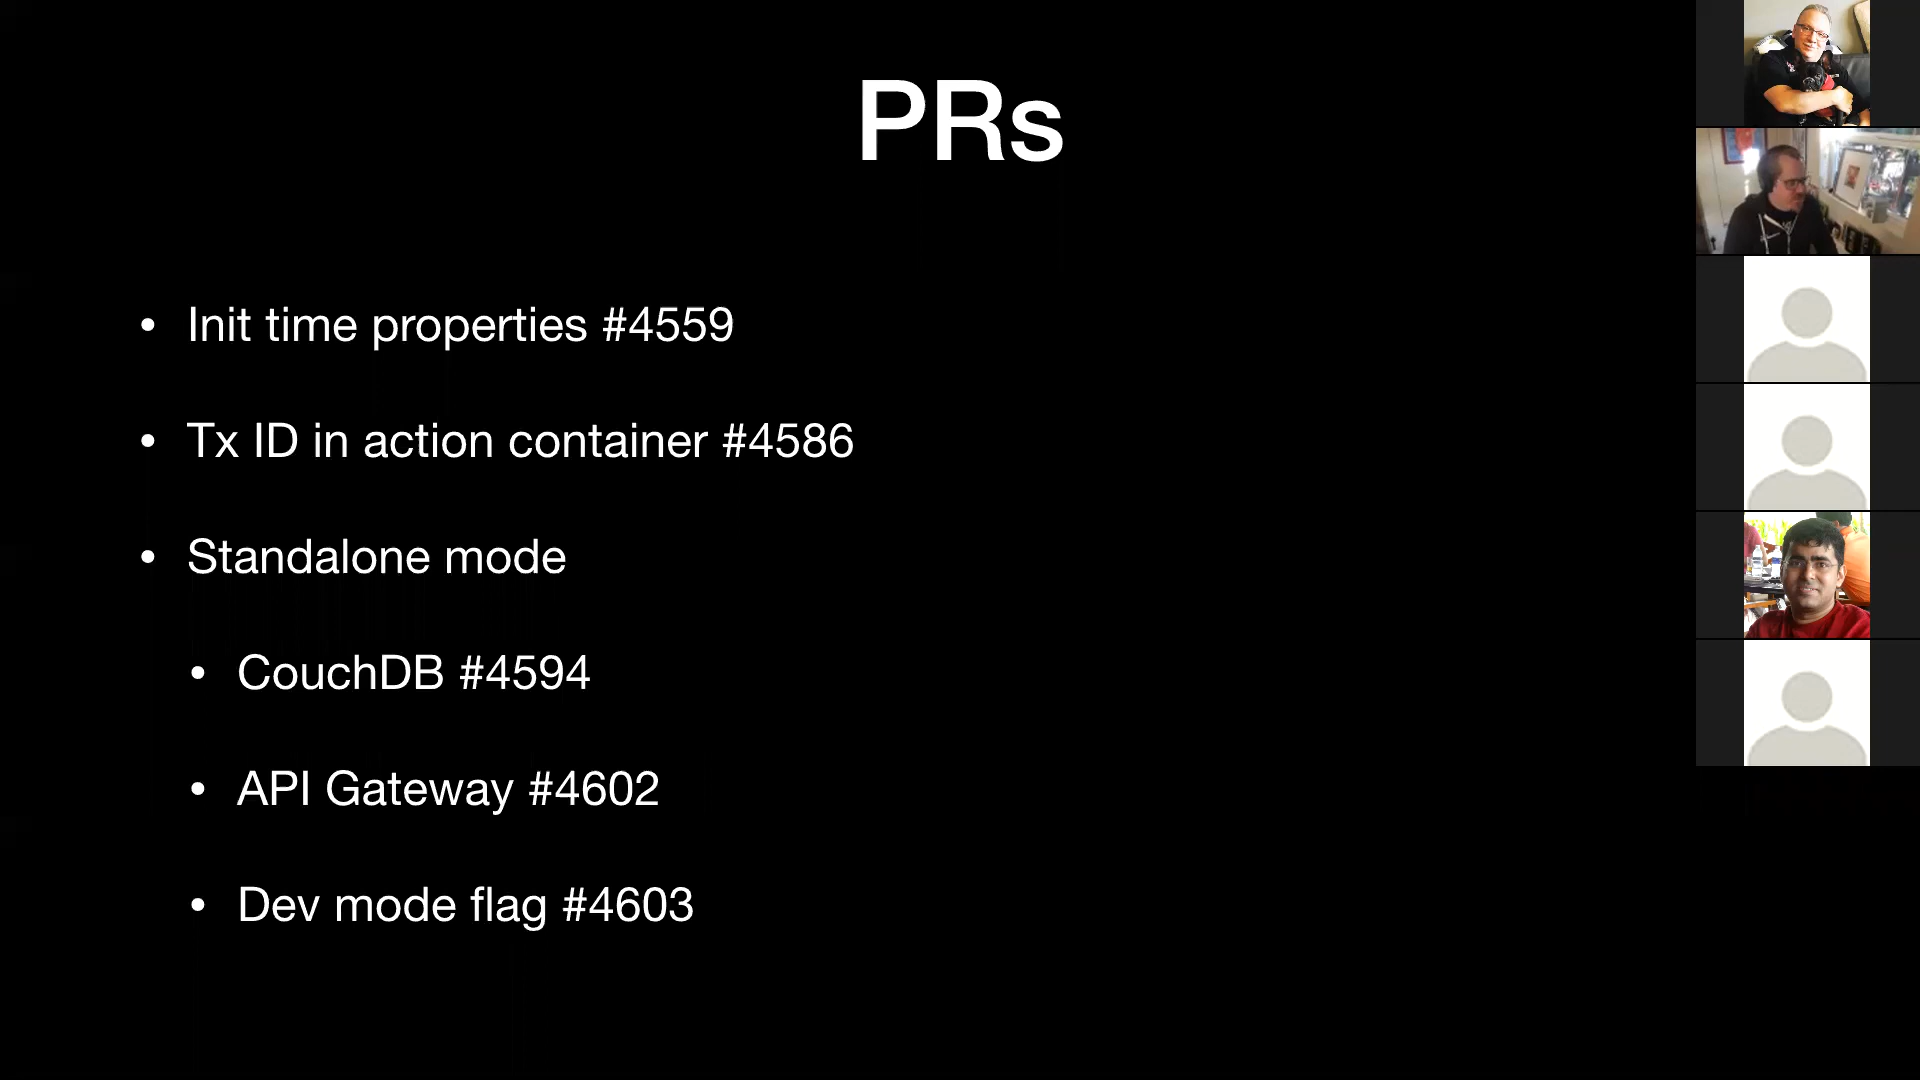 PRs
• Init time properties #4559
• Tx ID in action container #4586
• Standalone mode
• CouchDB #4594
• API Gateway #4602
• Dev mode flag #4603